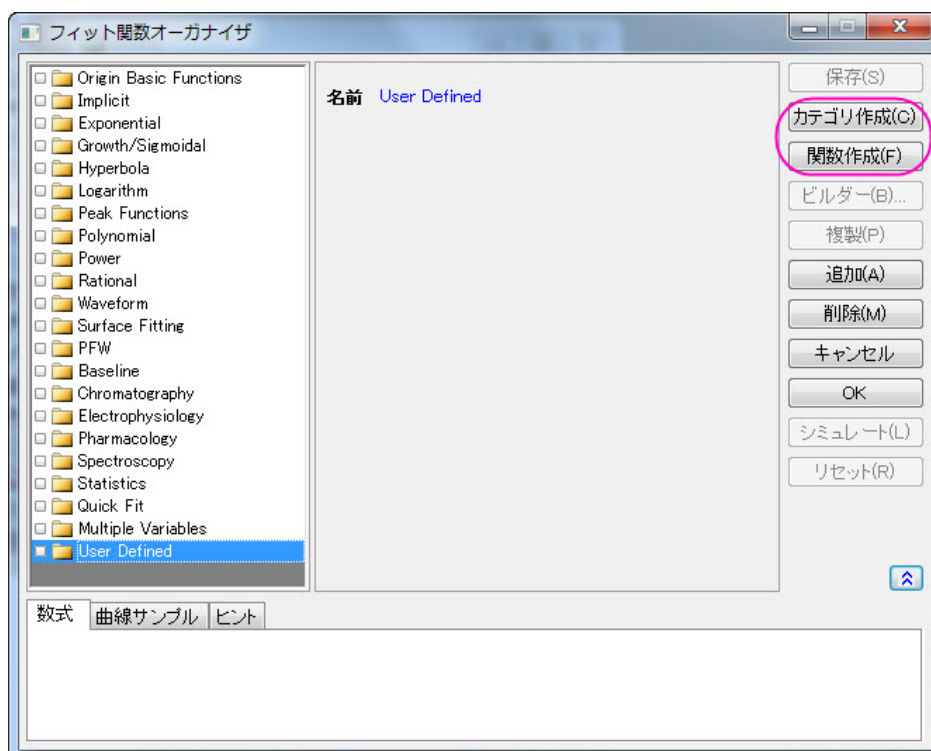 フィット関数オーガナイザ
Origin Basic Functions
Implicit
Exponential
Growth/Sigmoidal
Hyperbola
Logarithm
Peak Functions
Polynomial
Power
Rational
Waveform
Surface Fitting
PFW
Baseline
Chromatography
Electrophysiology
Pharmacology
Spectroscopy
Statistics
Quick Fit
Multiple Variables
User Defined
名前 User Defined
保存(S)
カテゴリ作成(C)
関数作成(F)
ビルダー(B)...
複製(P)
追加(A)
削除(M)
キャンセル
OK
シミュレート(L)
リセット(R)
数式 曲線サンプル ヒント